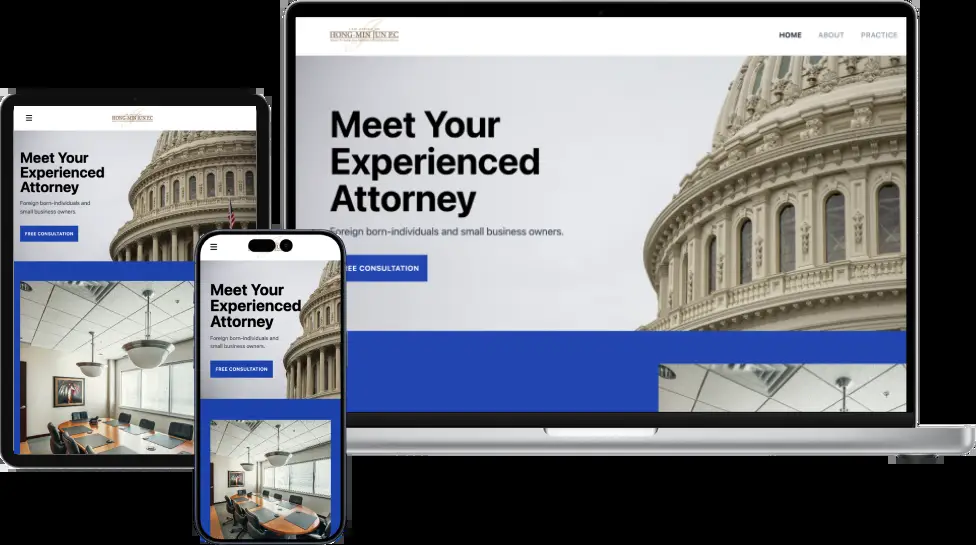 HONG-MIN JUN P.C
HOME ABOUT PRACTICE
Meet Your
Experienced
Attorney
Foreign born-individuals and small business owners.
FREE CONSULTATION
HONG-MIN JUN P.C
Meet Your
Experienced
Attorney
Foreign born-individuals and
small business owners.
FREE CONSULTATION
Meet Your
Experienced
Attorney
Foreign born-individuals and
small business owners.
FREE CONSULTATION